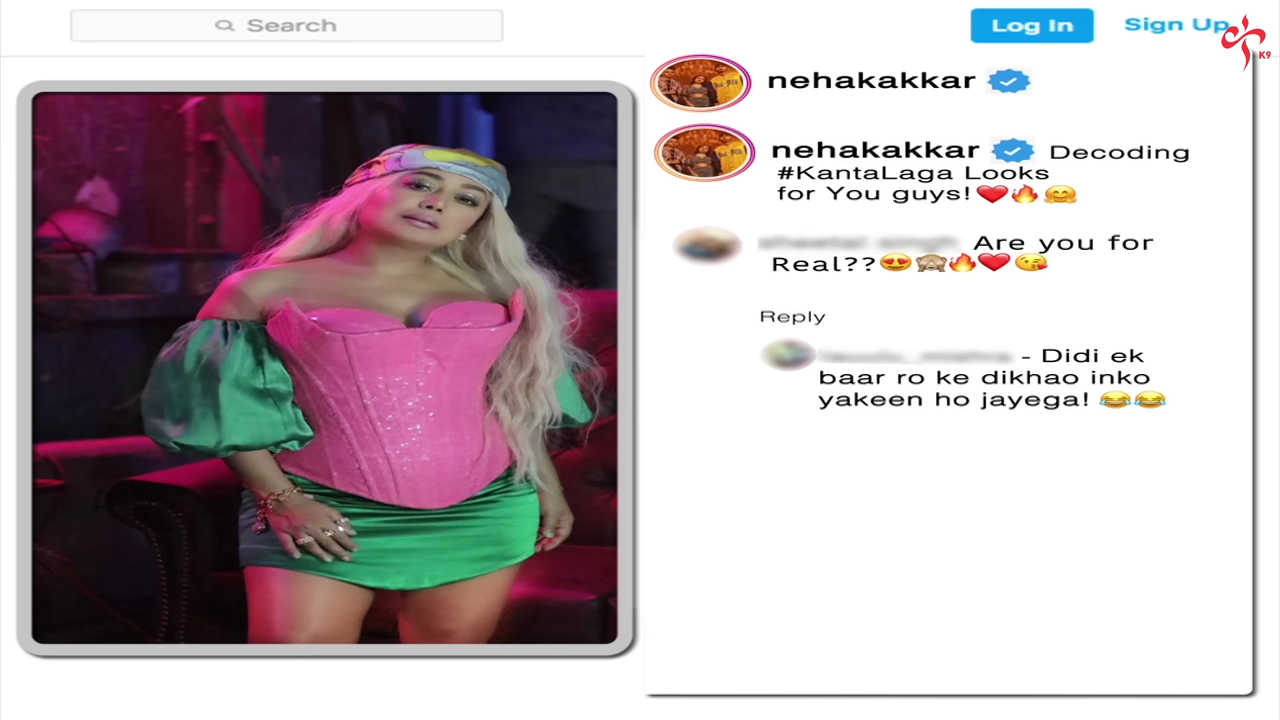 Search
Log In
Sign Up
K9
nehakakkar
nehakakkar Decoding
#KantaLaga Looks
for You guys!❤️🔥🤗
Are you for
Real??😍🙈🔥❤️😘
Reply
- Didi ek
baar ro ke dikhao inko
yakeen ho jayega! 😂😂